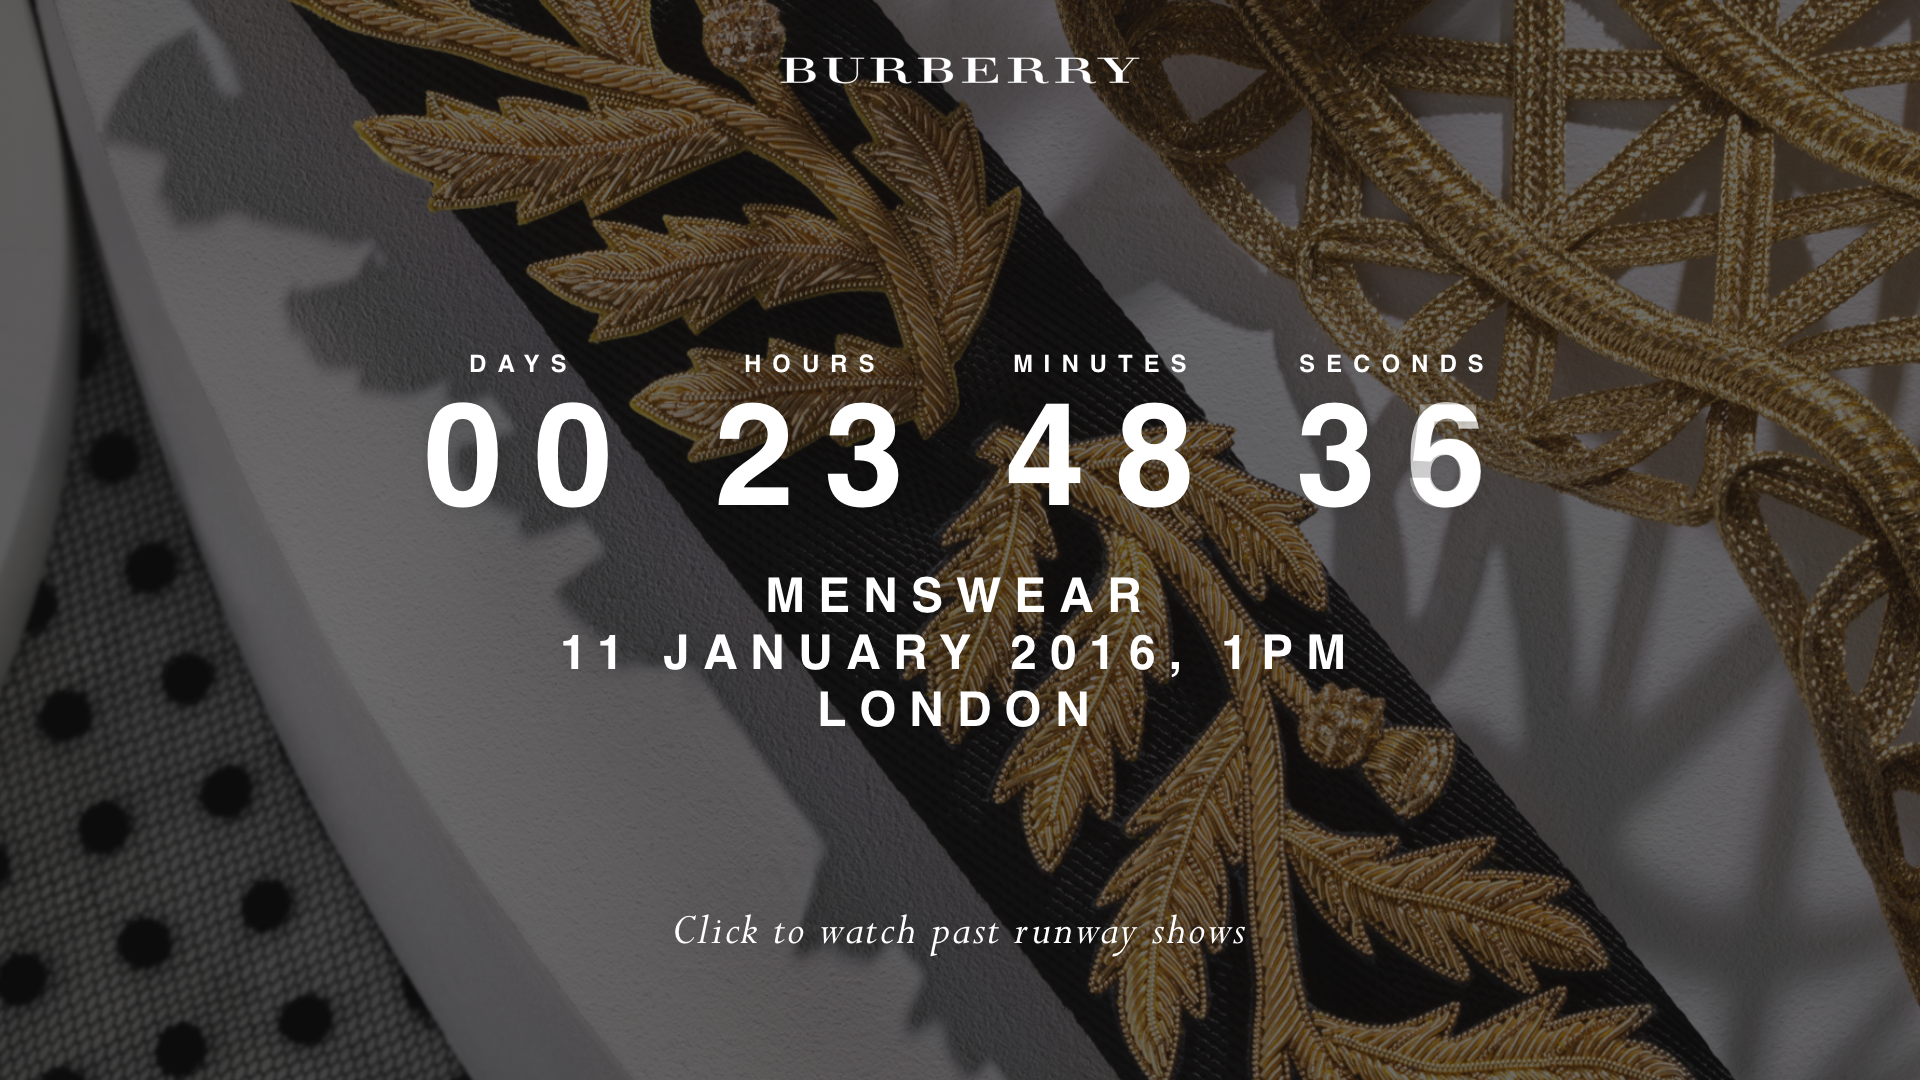 BURBERRY
DAYS HOURS MINUTES SECONDS
00 23 48 36
MENSWEAR
11 JANUARY 2016, 1PM
LONDON
Click to watch past runway shows